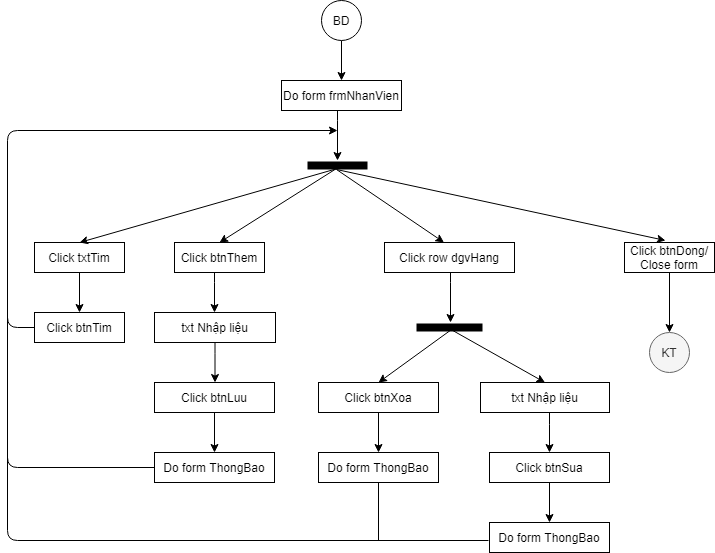 BD
Do form frmNhanVien
Click txtTim
Click btnThem
Click row dgvHang
Click btnDong/
Close form
Click btnTim
txt Nhập liệu
KT
Click btnLuu
Click btnXoa
txt Nhập liệu
Do form ThongBao
Do form ThongBao
Click btnSua
Do form ThongBao